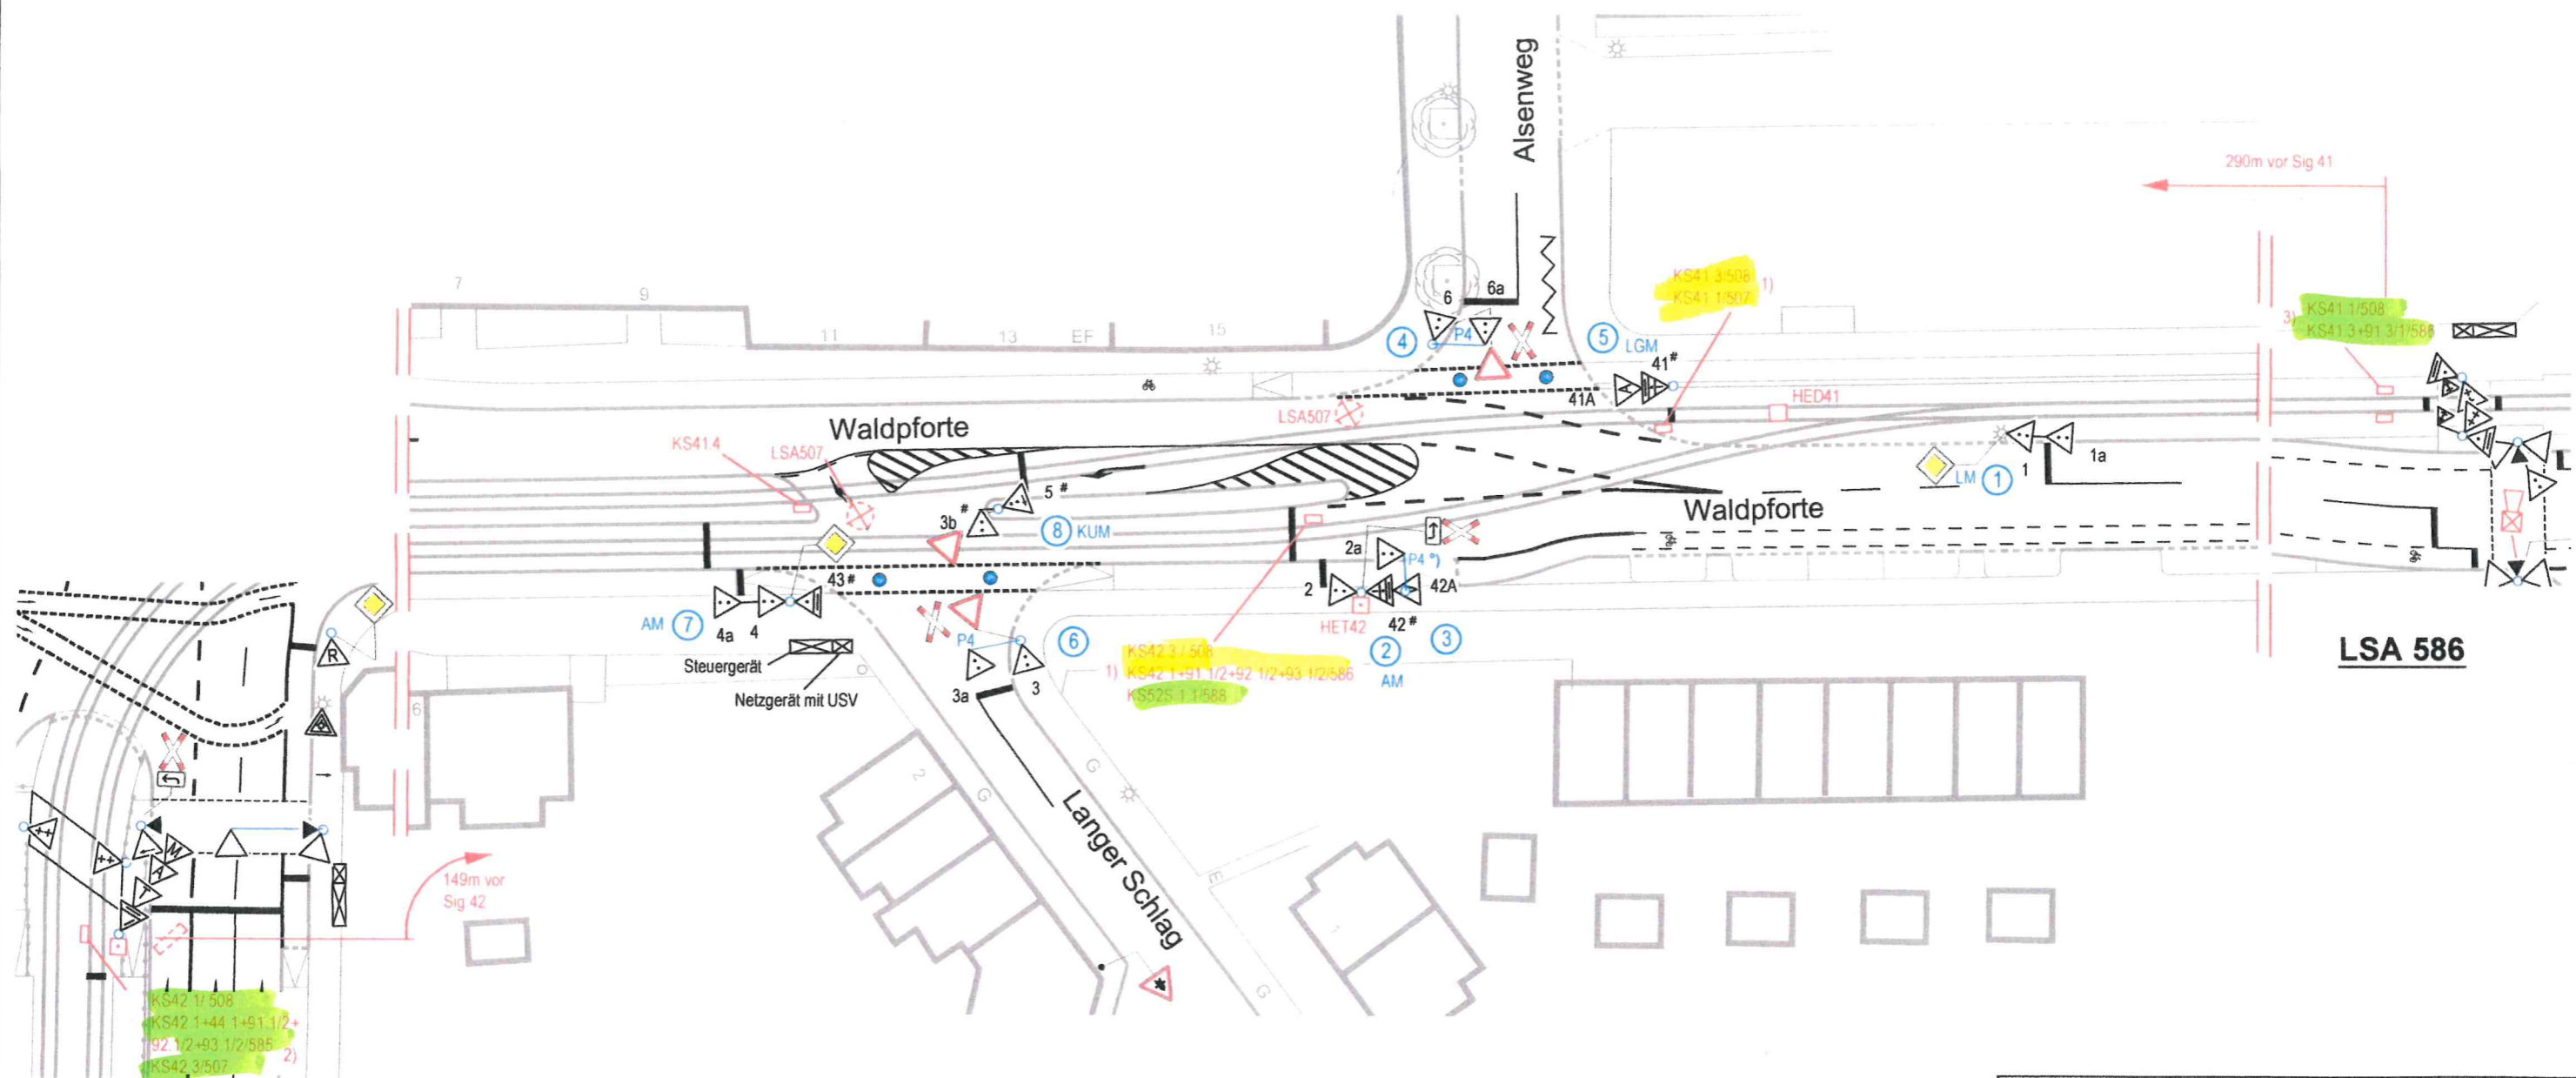 Alsenweg
290m vor Sig 41
7
9
11
13
EF
15
6
6a
4
P4
5
LGM
41#
41A
KS41 3/508
KS41 1/507
1)
KS41 1/508
3)
KS41 3+91 3/1/586
HED41
LSA507
Waldpforte
KS41.4
LSA507
5 #
3b
#
8
KUM
LM
1
1
1a
Waldpforte
2a
P4 °)
2
42A
HET42
42#
3
2
AM
43#
AM
7
4a
4
Steuergerät
Netzgerät mit USV
P4
6
3a
3
KS42 3 / 508
1)
KS42 1+91 1/2+92 1/2+93 1/2/586
KS52S 1 1/588
LSA 586
R
6
2
G
G
G
E
1
Langer Schlag
149m vor
Sig 42
M
A
T
KS42 1/ 508
KS42 1+44 1+91 1/2+
92 1/2+93 1/2/585
2)
KS42 3/507